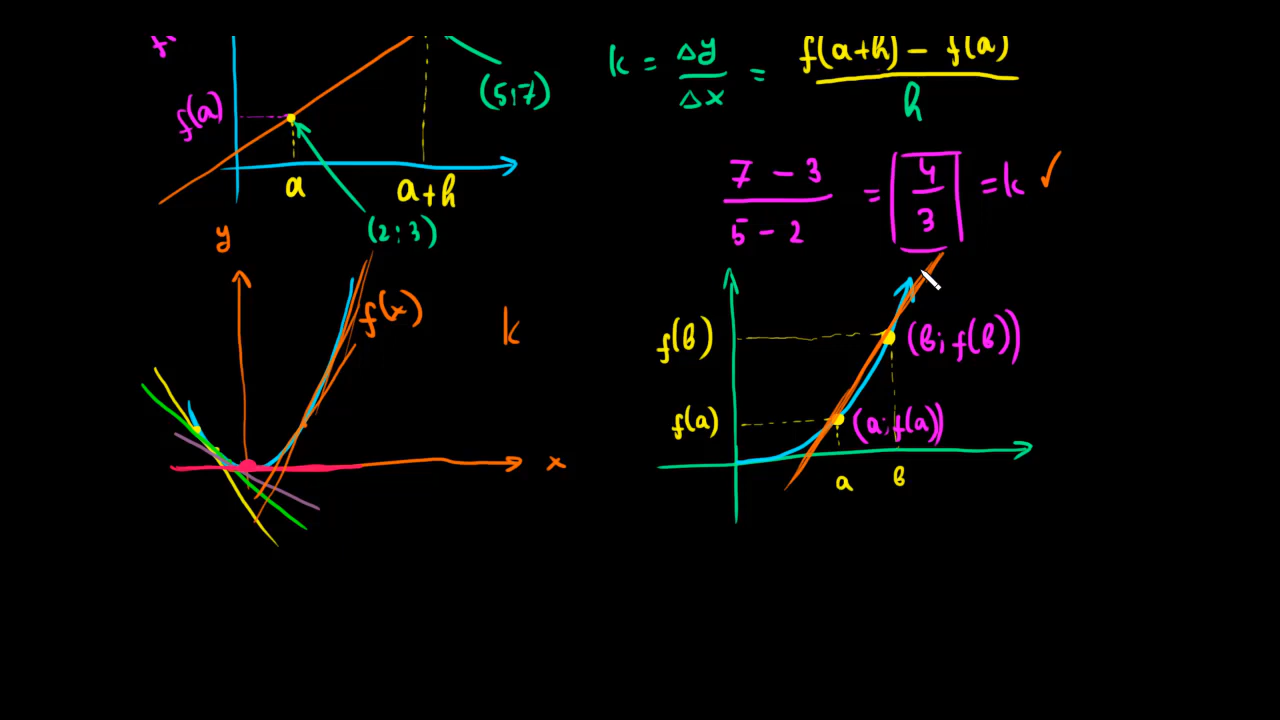 k = Δy/Δx = f(a+h) - f(a)/h
f(a)
(5;7)
a
a+h
(2;3)
7 - 3/5 - 2 = 4/3 = k ✓
y
f(x)
k
x
f(в)
(в; f(в))
f(a)
(a; f(a))
a
в